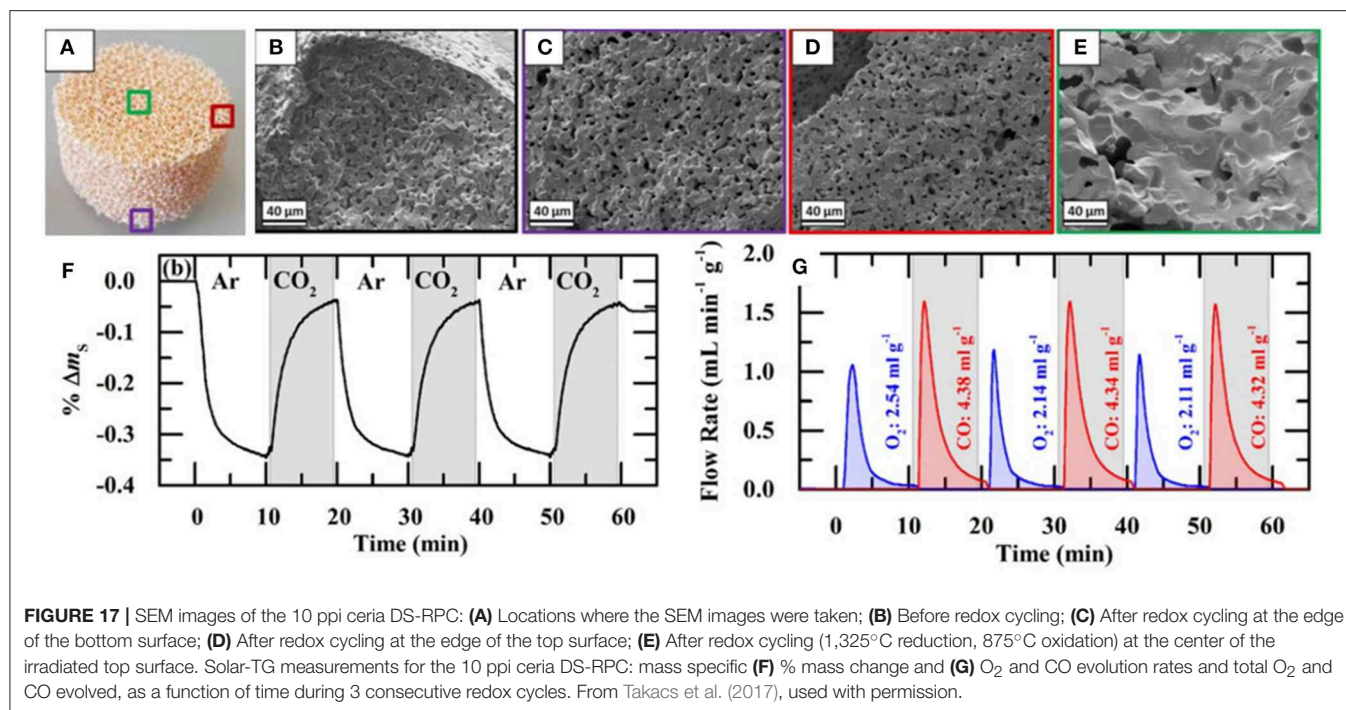 A
B
C
D
E
40 µm
40 µm
40 µm
40 µm
F
(b)
Ar
CO₂
Ar
CO₂
Ar
CO₂
0.0
-0.1
-0.2
-0.3
-0.4
% Δmₛ
0 10 20 30 40 50 60
Time (min)
G
2.0
1.5
1.0
0.5
0.0
Flow Rate (mL min⁻¹ g⁻¹)
O₂: 2.54 ml g⁻¹
CO: 4.38 ml g⁻¹
O₂: 2.14 ml g⁻¹
CO: 4.34 ml g⁻¹
O₂: 2.11 ml g⁻¹
CO: 4.32 ml g⁻¹
0 10 20 30 40 50 60
Time (min)
FIGURE 17 | SEM images of the 10 ppi ceria DS-RPC: (A) Locations where the SEM images were taken; (B) Before redox cycling; (C) After redox cycling at the edge
of the bottom surface; (D) After redox cycling at the edge of the top surface; (E) After redox cycling (1,325°C reduction, 875°C oxidation) at the center of the
irradiated top surface. Solar-TG measurements for the 10 ppi ceria DS-RPC: mass specific (F) % mass change and (G) O₂ and CO evolution rates and total O₂ and
CO evolved, as a function of time during 3 consecutive redox cycles. From Takacs et al. (2017), used with permission.